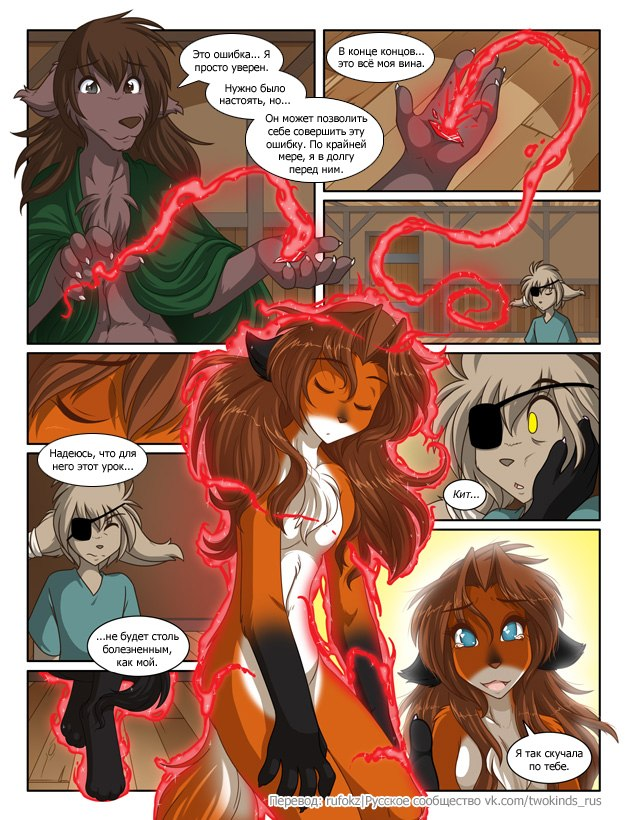 Это ошибка... Я
просто уверен.
Нужно было
настоять, но...
Он может позволить
себе совершить эту
ошибку. По крайней
мере, я в долгу
перед ним.
В конце концов...
это всё моя вина.
Надеюсь, что для
него этот урок...
Кит...
...не будет столь
болезненным,
как мой.
Я так скучала
по тебе.
Перевод: rufokz|Русское сообщество vk.com/twokinds_rus